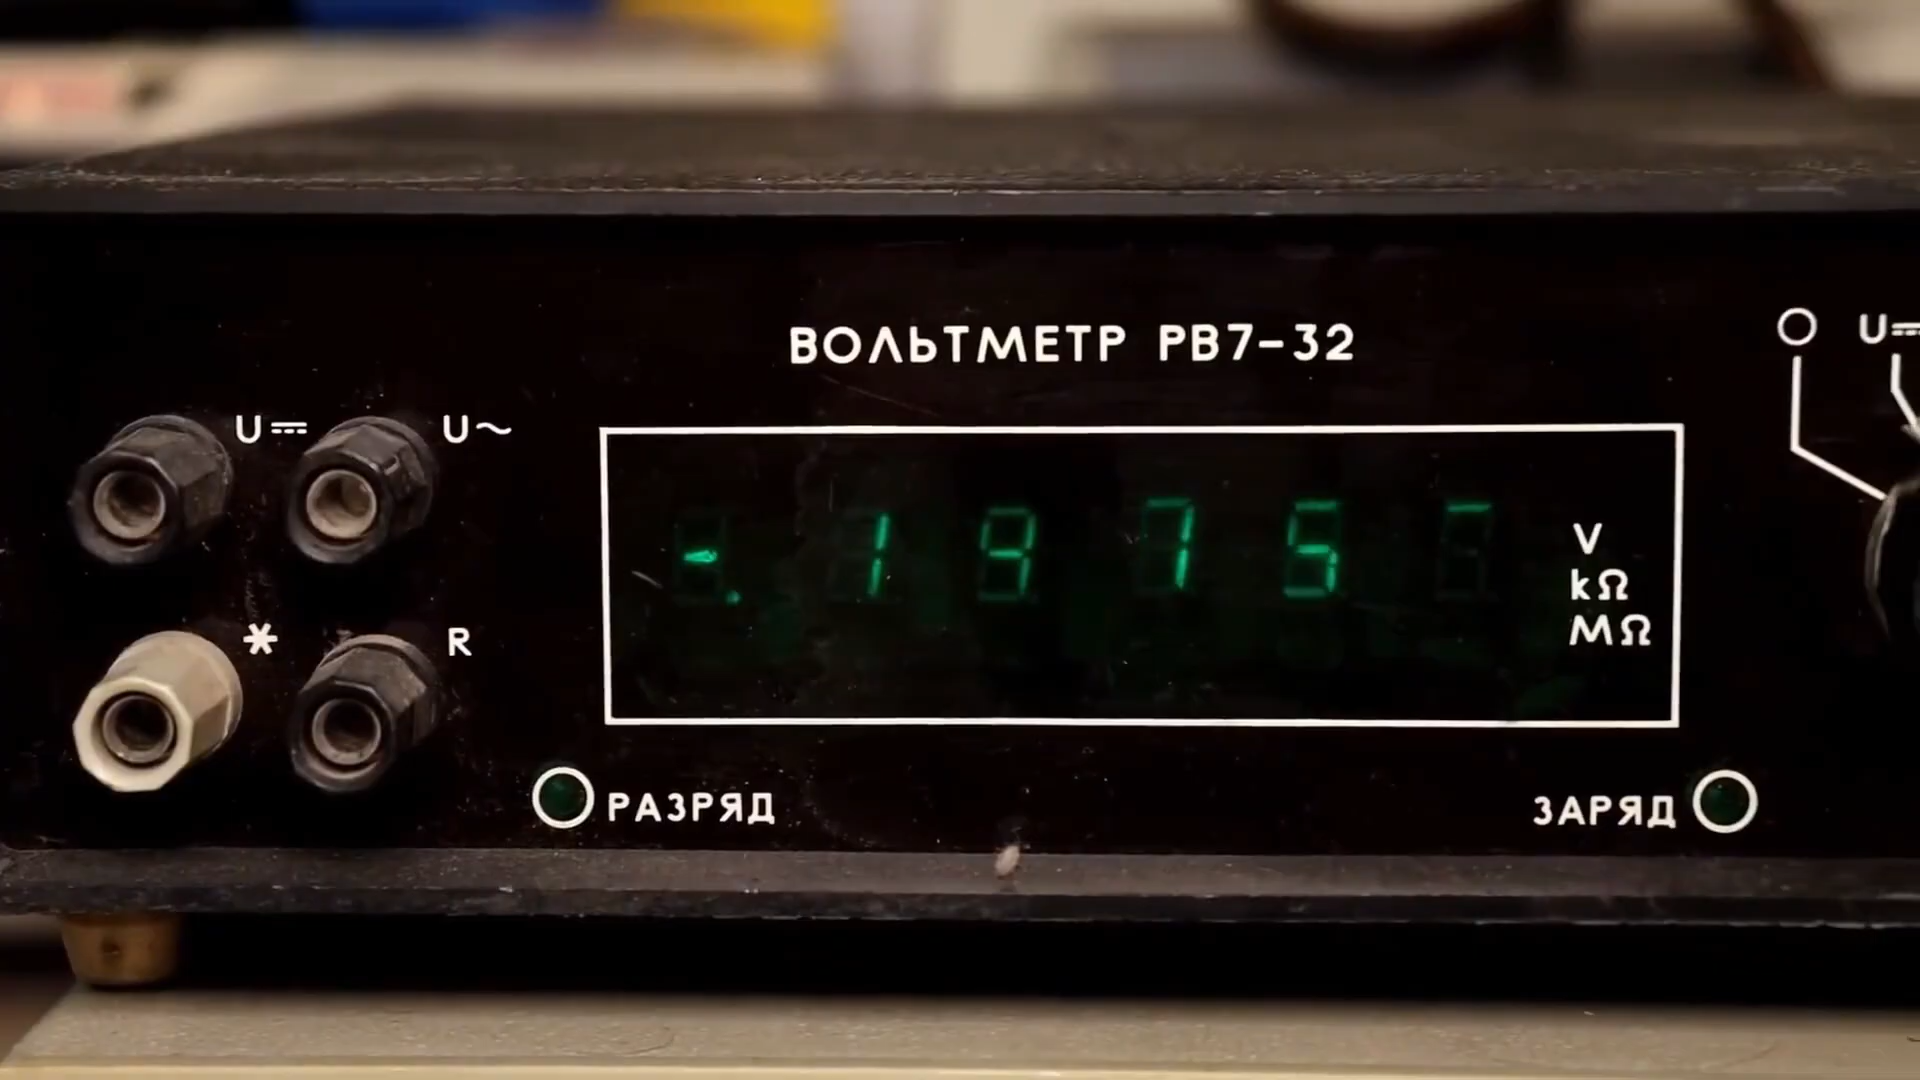 ВОЛЬТМЕТР РВ7-32
U⎓ U~
* R
-.1975
V
kΩ
MΩ
РАЗРЯД
ЗАРЯД
O U⎓